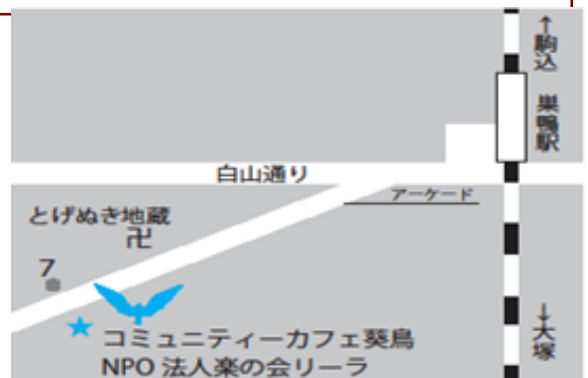 ↑駒込
巣鴨駅
白山通り
アーケード
とげぬき地蔵
卍
7
コミュニティーカフェ葵鳥
NPO 法人楽の会リーラ
↓大塚